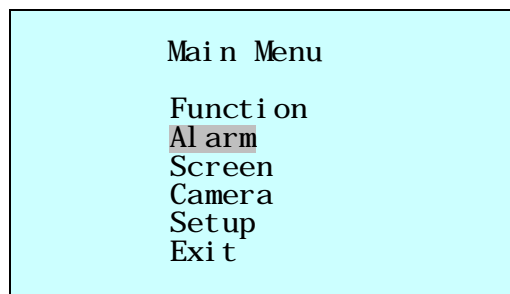 Main Menu
Function
Alarm
Screen
Camera
Setup
Exit